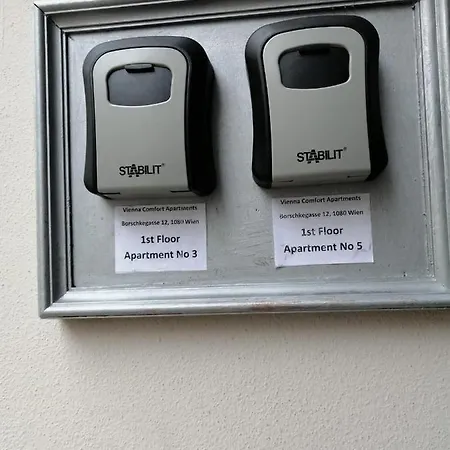 STABILIT®
Vienna Comfort Apartments
Borschkegasse 12, 1080 Wien
1st Floor
Apartment No 3
STABILIT®
Vienna Comfort Apartments
Borschkegasse 12, 1080 Wien
1st Floor
Apartment No 5